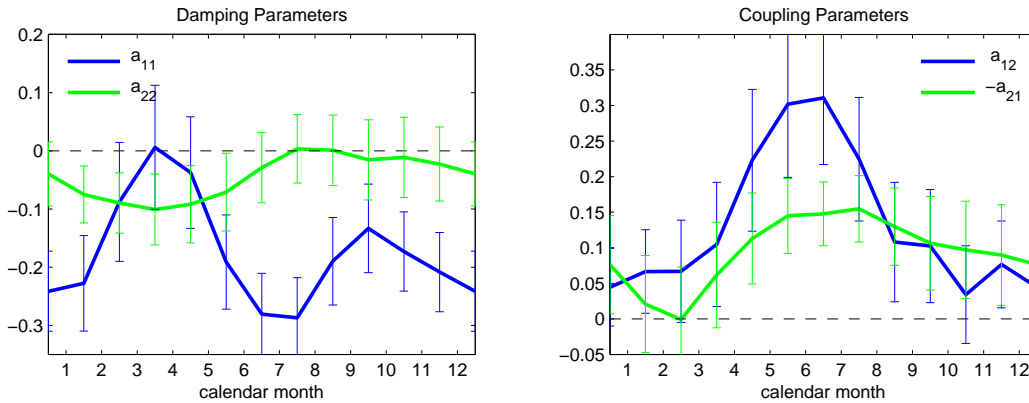 Damping Parameters
0.2
0.1
0
−0.1
−0.2
−0.3
a11
a22
1 2 3 4 5 6 7 8 9 10 11 12
calendar month
Coupling Parameters
0.35
0.3
0.25
0.2
0.15
0.1
0.05
0
−0.05
a12
−a21
1 2 3 4 5 6 7 8 9 10 11 12
calendar month